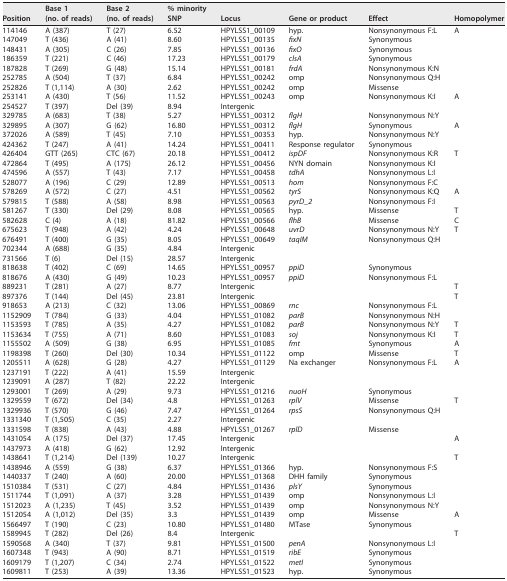 Position | Base 1 (no. of reads) | Base 2 (no. of reads) | % minority SNP | Locus | Gene or product | Effect | Homopolymer
114146 A (387) T (27) 6.52 HPYLSS1_00109 hyp. Nonsynonymous F:L A
147049 T (436) A (41) 8.60 HPYLSS1_00135 fixN Synonymous
148431 A (305) C (26) 7.85 HPYLSS1_00136 fixO Synonymous
186359 T (221) C (46) 17.23 HPYLSS1_00179 clsA Synonymous
187828 T (269) G (48) 15.14 HPYLSS1_00181 frdA Nonsynonymous K:N
252785 A (504) T (37) 6.84 HPYLSS1_00242 omp Nonsynonymous Q:H
252826 T (1,114) A (30) 2.62 HPYLSS1_00242 omp Missense
253141 A (430) T (56) 11.52 HPYLSS1_00243 omp Nonsynonymous K:I A
254527 T (397) Del (39) 8.94 Intergenic
329785 A (683) T (38) 5.27 HPYLSS1_00312 flgH Nonsynonymous N:Y
329895 A (307) G (62) 16.80 HPYLSS1_00312 flgH Synonymous A
372026 A (589) T (45) 7.10 HPYLSS1_00353 hyp. Nonsynonymous N:Y
424362 T (247) A (41) 14.24 HPYLSS1_00411 Response regulator Synonymous
426404 GTT (265) CTC (67) 20.18 HPYLSS1_00412 ispDF Nonsynonymous K:R T
472864 T (495) A (175) 26.12 HPYLSS1_00456 NYN domain Nonsynonymous K:I
474596 A (557) T (43) 7.17 HPYLSS1_00458 tdhA Nonsynonymous L:I
528077 A (196) C (29) 12.89 HPYLSS1_00513 hom Nonsynonymous F:C
578269 A (572) C (27) 4.51 HPYLSS1_00562 tyrS Nonsynonymous K:Q A
579815 T (588) A (58) 8.98 HPYLSS1_00563 pyrD_2 Nonsynonymous F:I
581267 T (330) Del (29) 8.08 HPYLSS1_00565 hyp. Missense T
582628 C (4) A (18) 81.82 HPYLSS1_00566 flhB Missense C
675623 T (948) A (42) 4.24 HPYLSS1_00648 uvrD Nonsynonymous N:Y T
676491 T (400) G (35) 8.05 HPYLSS1_00649 taqIM Nonsynonymous Q:H
702344 A (688) G (35) 4.84 Intergenic
731566 T (6) Del (15) 28.57 Intergenic
818638 T (402) C (69) 14.65 HPYLSS1_00957 ppiD Synonymous
818676 A (430) G (49) 10.23 HPYLSS1_00957 ppiD Nonsynonymous F:L
889231 T (281) A (27) 8.77 Intergenic T
897376 T (144) Del (45) 23.81 Intergenic T
918653 A (213) C (32) 13.06 HPYLSS1_00869 rnc Nonsynonymous F:L
1152909 T (784) G (33) 4.04 HPYLSS1_01082 parB Nonsynonymous N:H
1153593 T (785) A (35) 4.27 HPYLSS1_01082 parB Nonsynonymous N:Y T
1153634 T (755) A (71) 8.60 HPYLSS1_01083 soj Nonsynonymous K:I T
1155502 A (509) G (38) 6.95 HPYLSS1_01085 fmt Synonymous A
1198398 T (260) Del (30) 10.34 HPYLSS1_01122 omp Missense T
1205511 A (628) G (28) 4.27 HPYLSS1_01129 Na exchanger Nonsynonymous F:L A
1237191 T (222) A (41) 15.59 Intergenic
1239091 A (287) T (82) 22.22 Intergenic
1293001 T (269) A (29) 9.73 HPYLSS1_01216 nuoH Synonymous
1329559 T (672) Del (34) 4.8 HPYLSS1_01263 rplV Missense T
1329936 T (570) G (46) 7.47 HPYLSS1_01264 rpsS Nonsynonymous Q:H
1331340 T (1,505) C (35) 2.27 Intergenic
1331598 T (838) A (43) 4.88 HPYLSS1_01267 rplD Missense
1431054 A (175) Del (37) 17.45 Intergenic A
1437973 A (418) G (62) 12.92 Intergenic
1438641 T (1,214) Del (139) 10.27 Intergenic T
1438946 A (559) G (38) 6.37 HPYLSS1_01366 hyp. Nonsynonymous F:S
1440337 T (240) A (60) 20.00 HPYLSS1_01368 DHH family Synonymous
1510384 T (531) C (27) 4.84 HPYLSS1_01436 plsY Synonymous
1511744 T (1,091) A (37) 3.28 HPYLSS1_01439 omp Nonsynonymous L:I
1512023 A (1,235) T (45) 3.52 HPYLSS1_01439 omp Nonsynonymous N:Y
1512054 A (1,012) Del (35) 3.3 HPYLSS1_01439 omp Missense A
1566497 T (190) C (23) 10.80 HPYLSS1_01480 MTase Synonymous
1589945 T (282) Del (26) 8.4 Intergenic T
1590568 A (340) T (37) 9.81 HPYLSS1_01500 penA Nonsynonymous L:I
1607348 T (943) A (90) 8.71 HPYLSS1_01519 ribE Synonymous
1609179 T (1,207) C (34) 2.74 HPYLSS1_01522 metI Synonymous
1609811 T (253) A (39) 13.36 HPYLSS1_01523 hyp. Synonymous